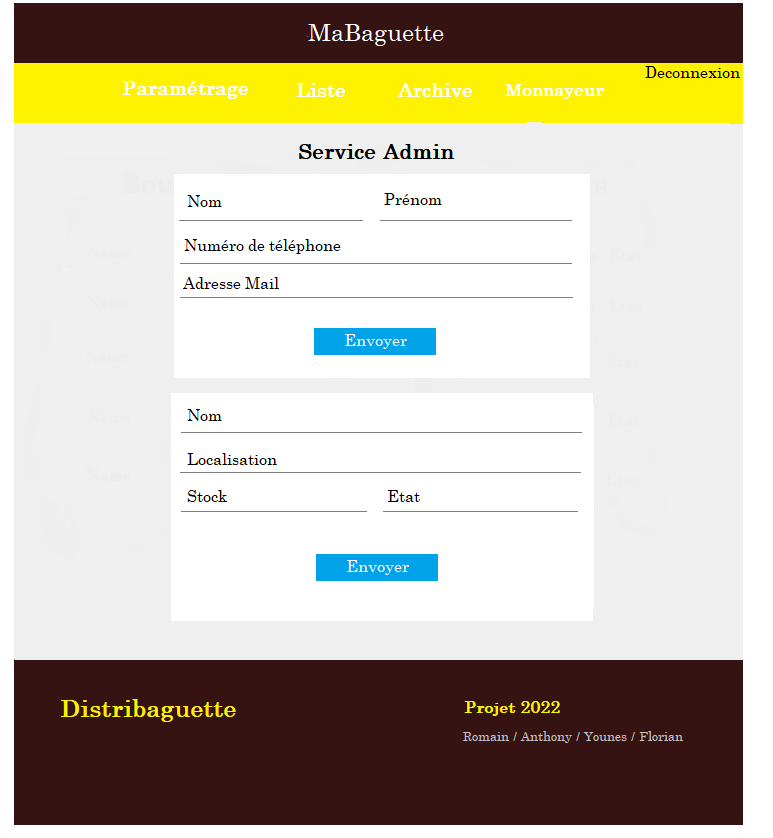 MaBaguette
Deconnexion
Paramétrage Liste Archive Monnayeur
Service Admin
Nom Prénom
Numéro de téléphone
Adresse Mail
Envoyer
Nom
Localisation
Stock Etat
Envoyer
Distribaguette Projet 2022
Romain / Anthony / Younes / Florian